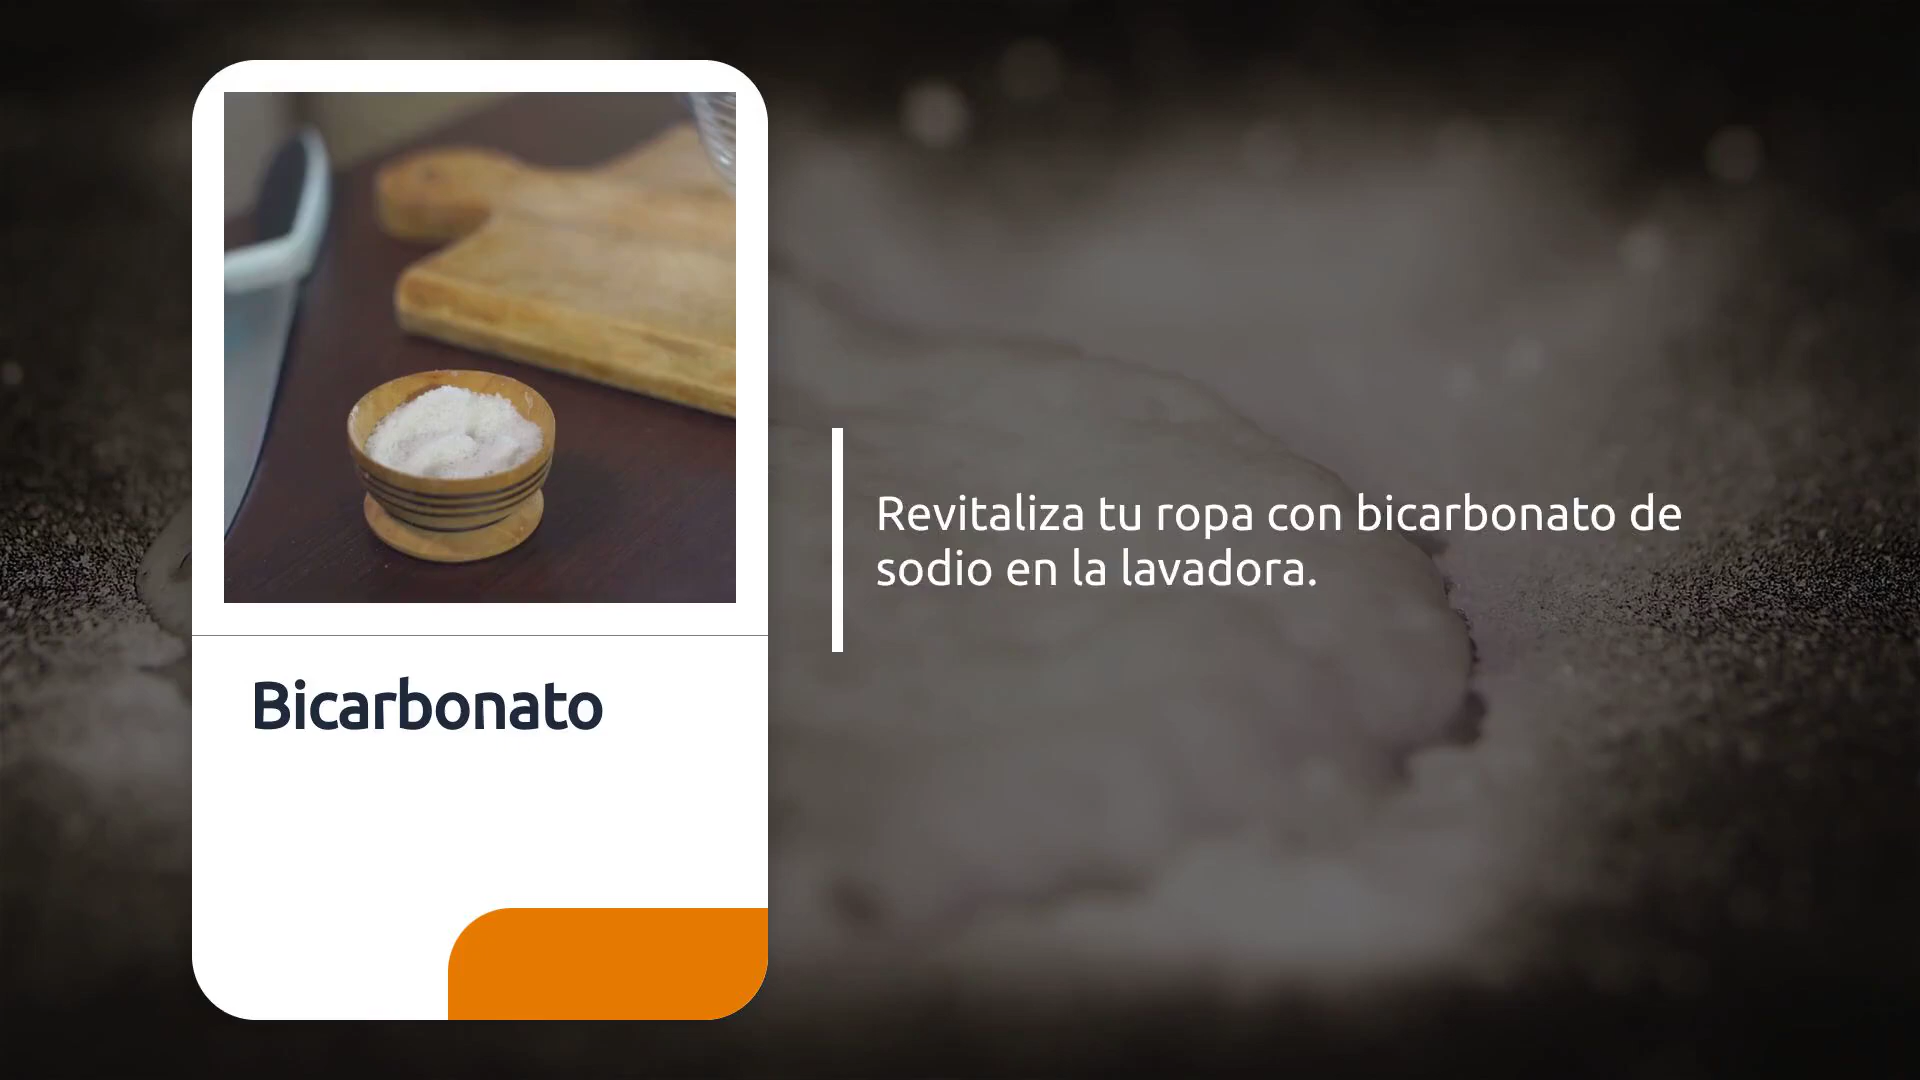 Bicarbonato
Revitaliza tu ropa con bicarbonato de
sodio en la lavadora.